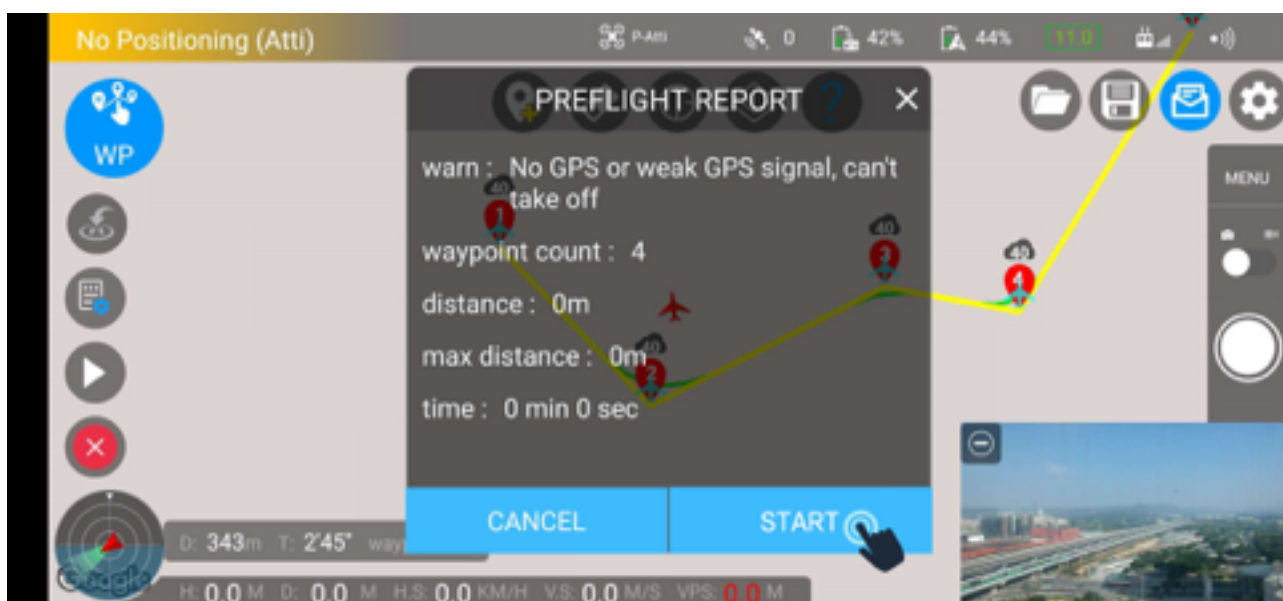 No Positioning (Atti)
P-Atti
0
42%
44%
11.0
PREFLIGHT REPORT
WP
warn : No GPS or weak GPS signal, can't
take off
MENU
40
1
40
3
40
4
waypoint count : 4
distance : 0m
max distance : 0m
40
2
time : 0 min 0 sec
CANCEL
START
D: 343m T: 2'45" way
Google
H: 0.0 M D: 0.0 M H.S: 0.0 KM/H V.S: 0.0 M/S VPS: 0.0 M